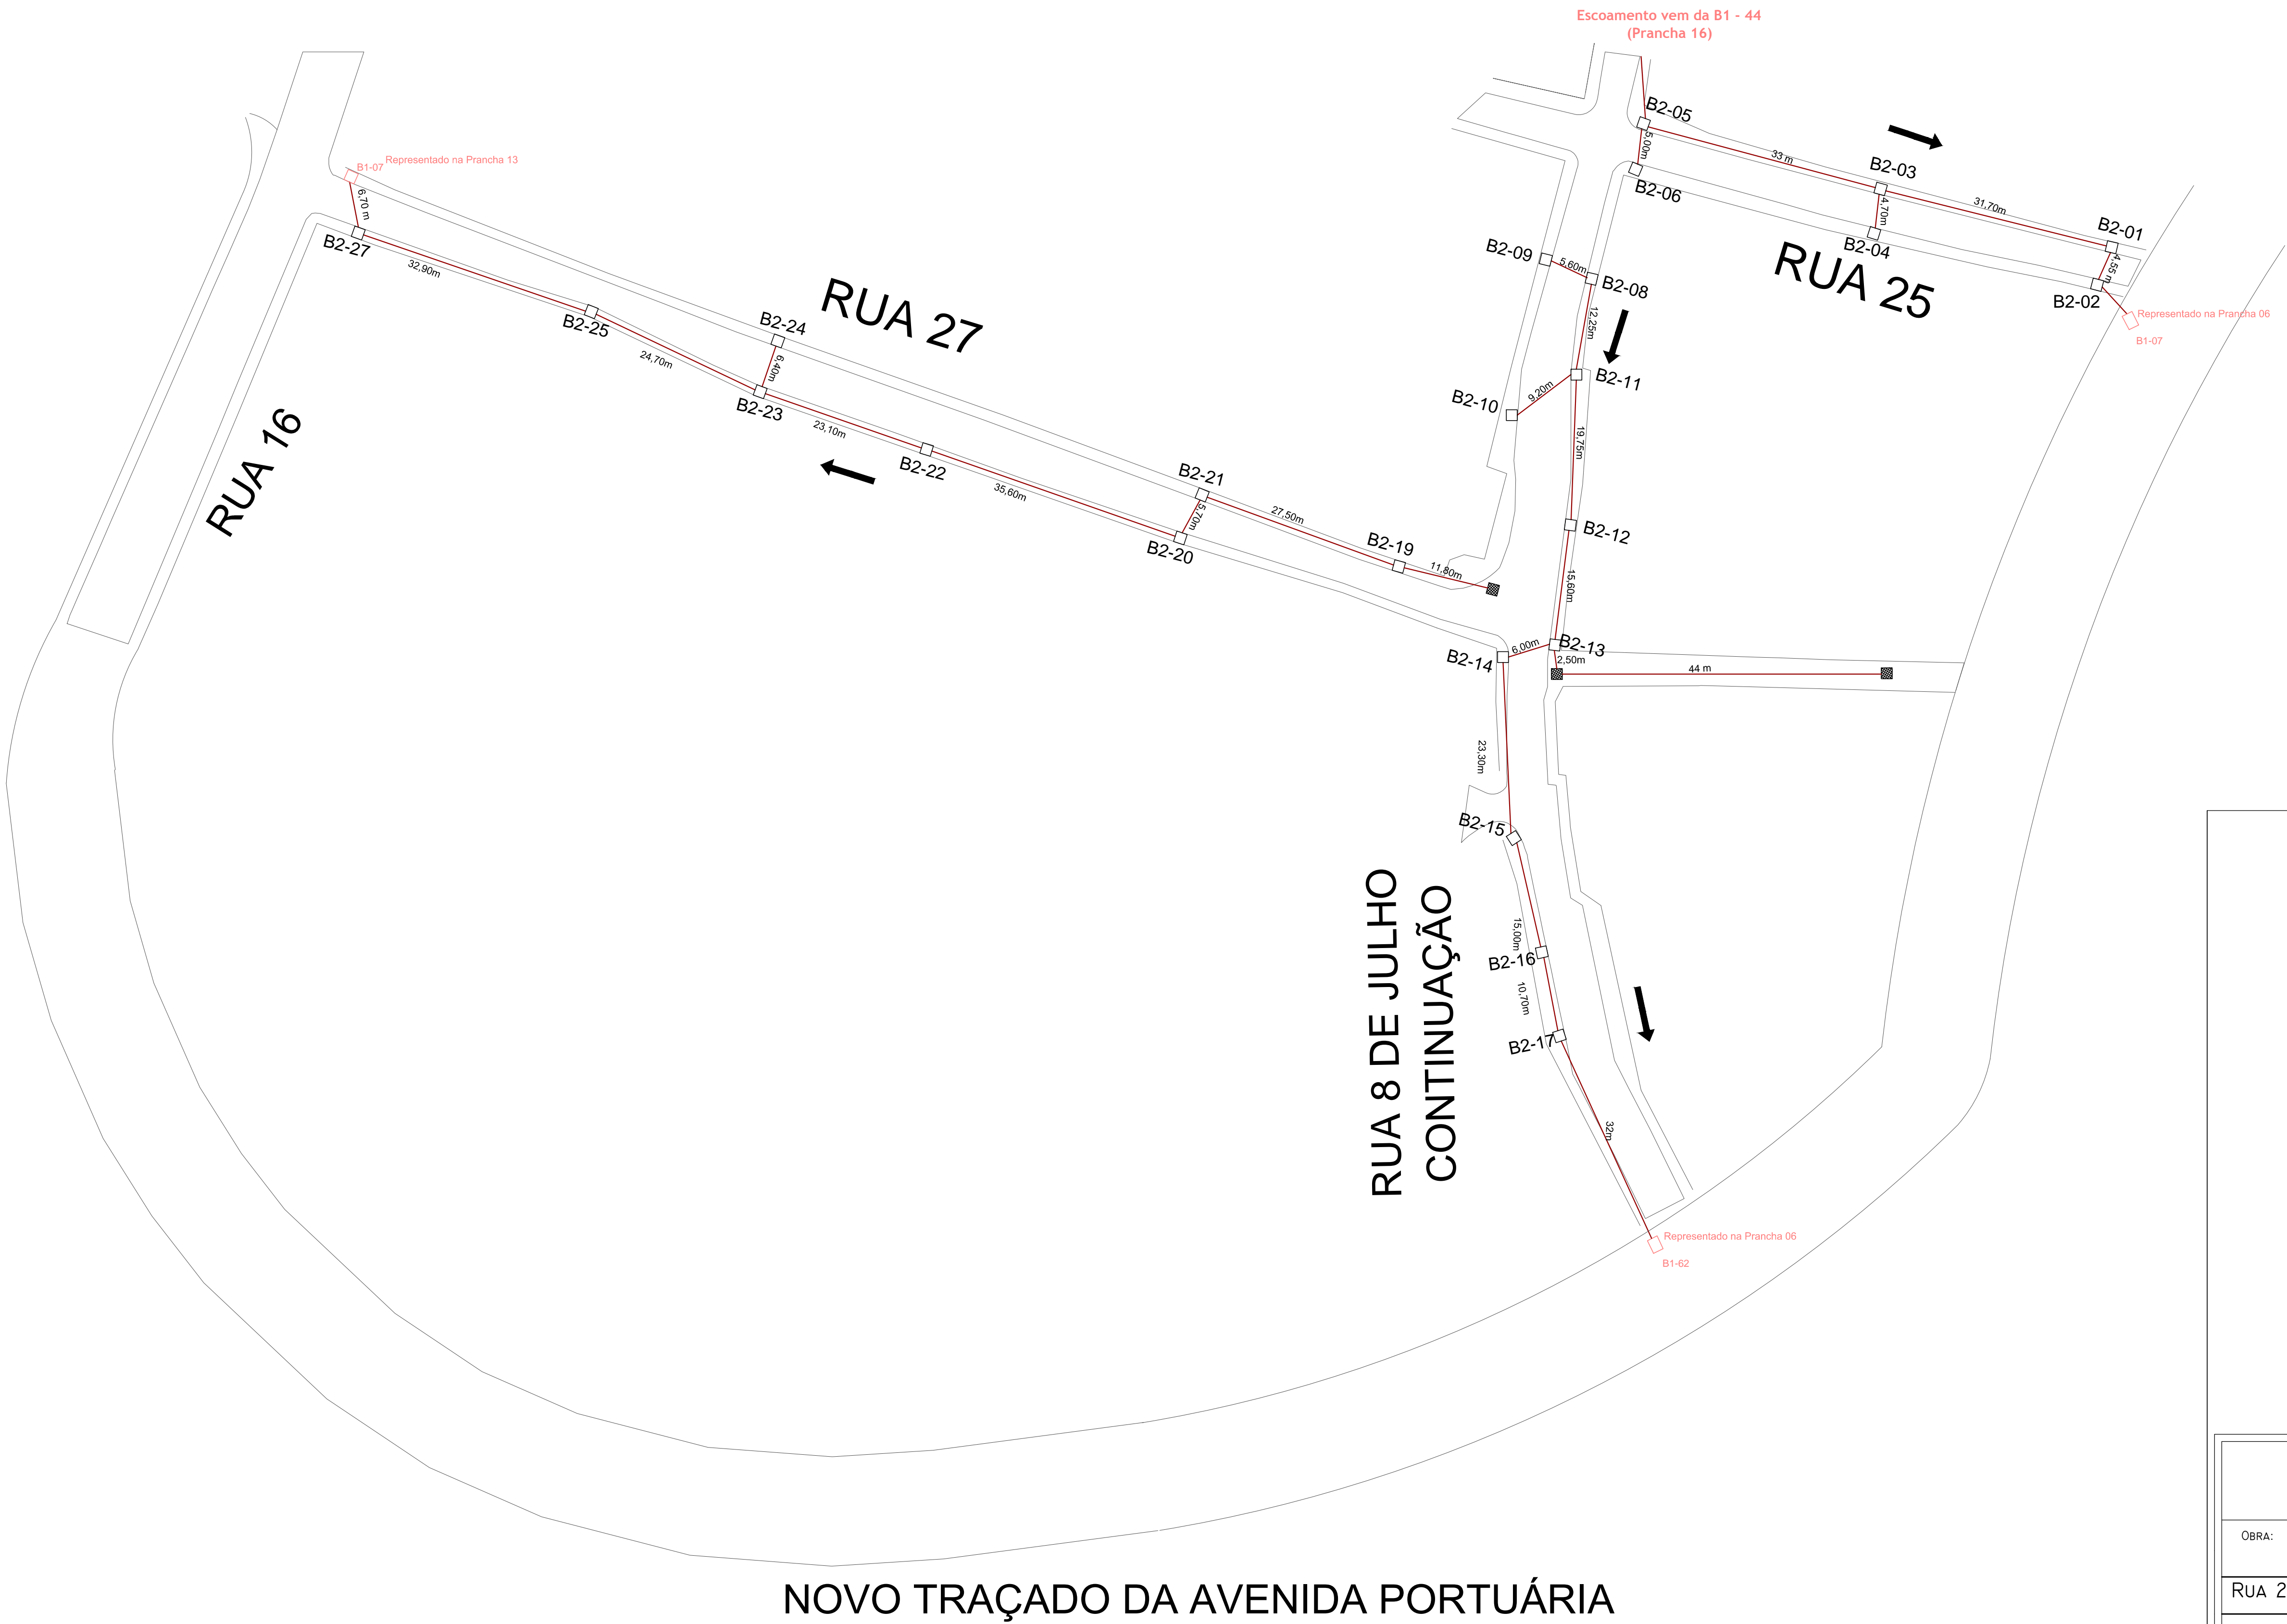 Escoamento vem da B1 - 44
(Prancha 16)
B2-05
5,00m
B2-06
33 m
B2-03
4,70m
B2-04
31,70m
B2-01
4,55 m
B2-02
Representado na Prancha 06
B1-07
RUA 25
B1-07
Representado na Prancha 13
6,70 m
B2-27
32,90m
B2-25
24,70m
B2-24
6,40m
B2-23
23,10m
B2-22
35,60m
RUA 27
B2-21
5,70m
B2-20
27,50m
B2-19
11,80m
RUA 16
B2-09
5,60m
B2-08
12,25m
B2-11
9,20m
B2-10
19,75m
B2-12
15,60m
B2-13
6,00m
B2-14
2,50m
44 m
23,30m
B2-15
15,00m
B2-16
10,70m
B2-17
32m
RUA 8 DE JULHO
CONTINUAÇÃO
Representado na Prancha 06
B1-62
OBRA:
RUA 2
NOVO TRAÇADO DA AVENIDA PORTUÁRIA